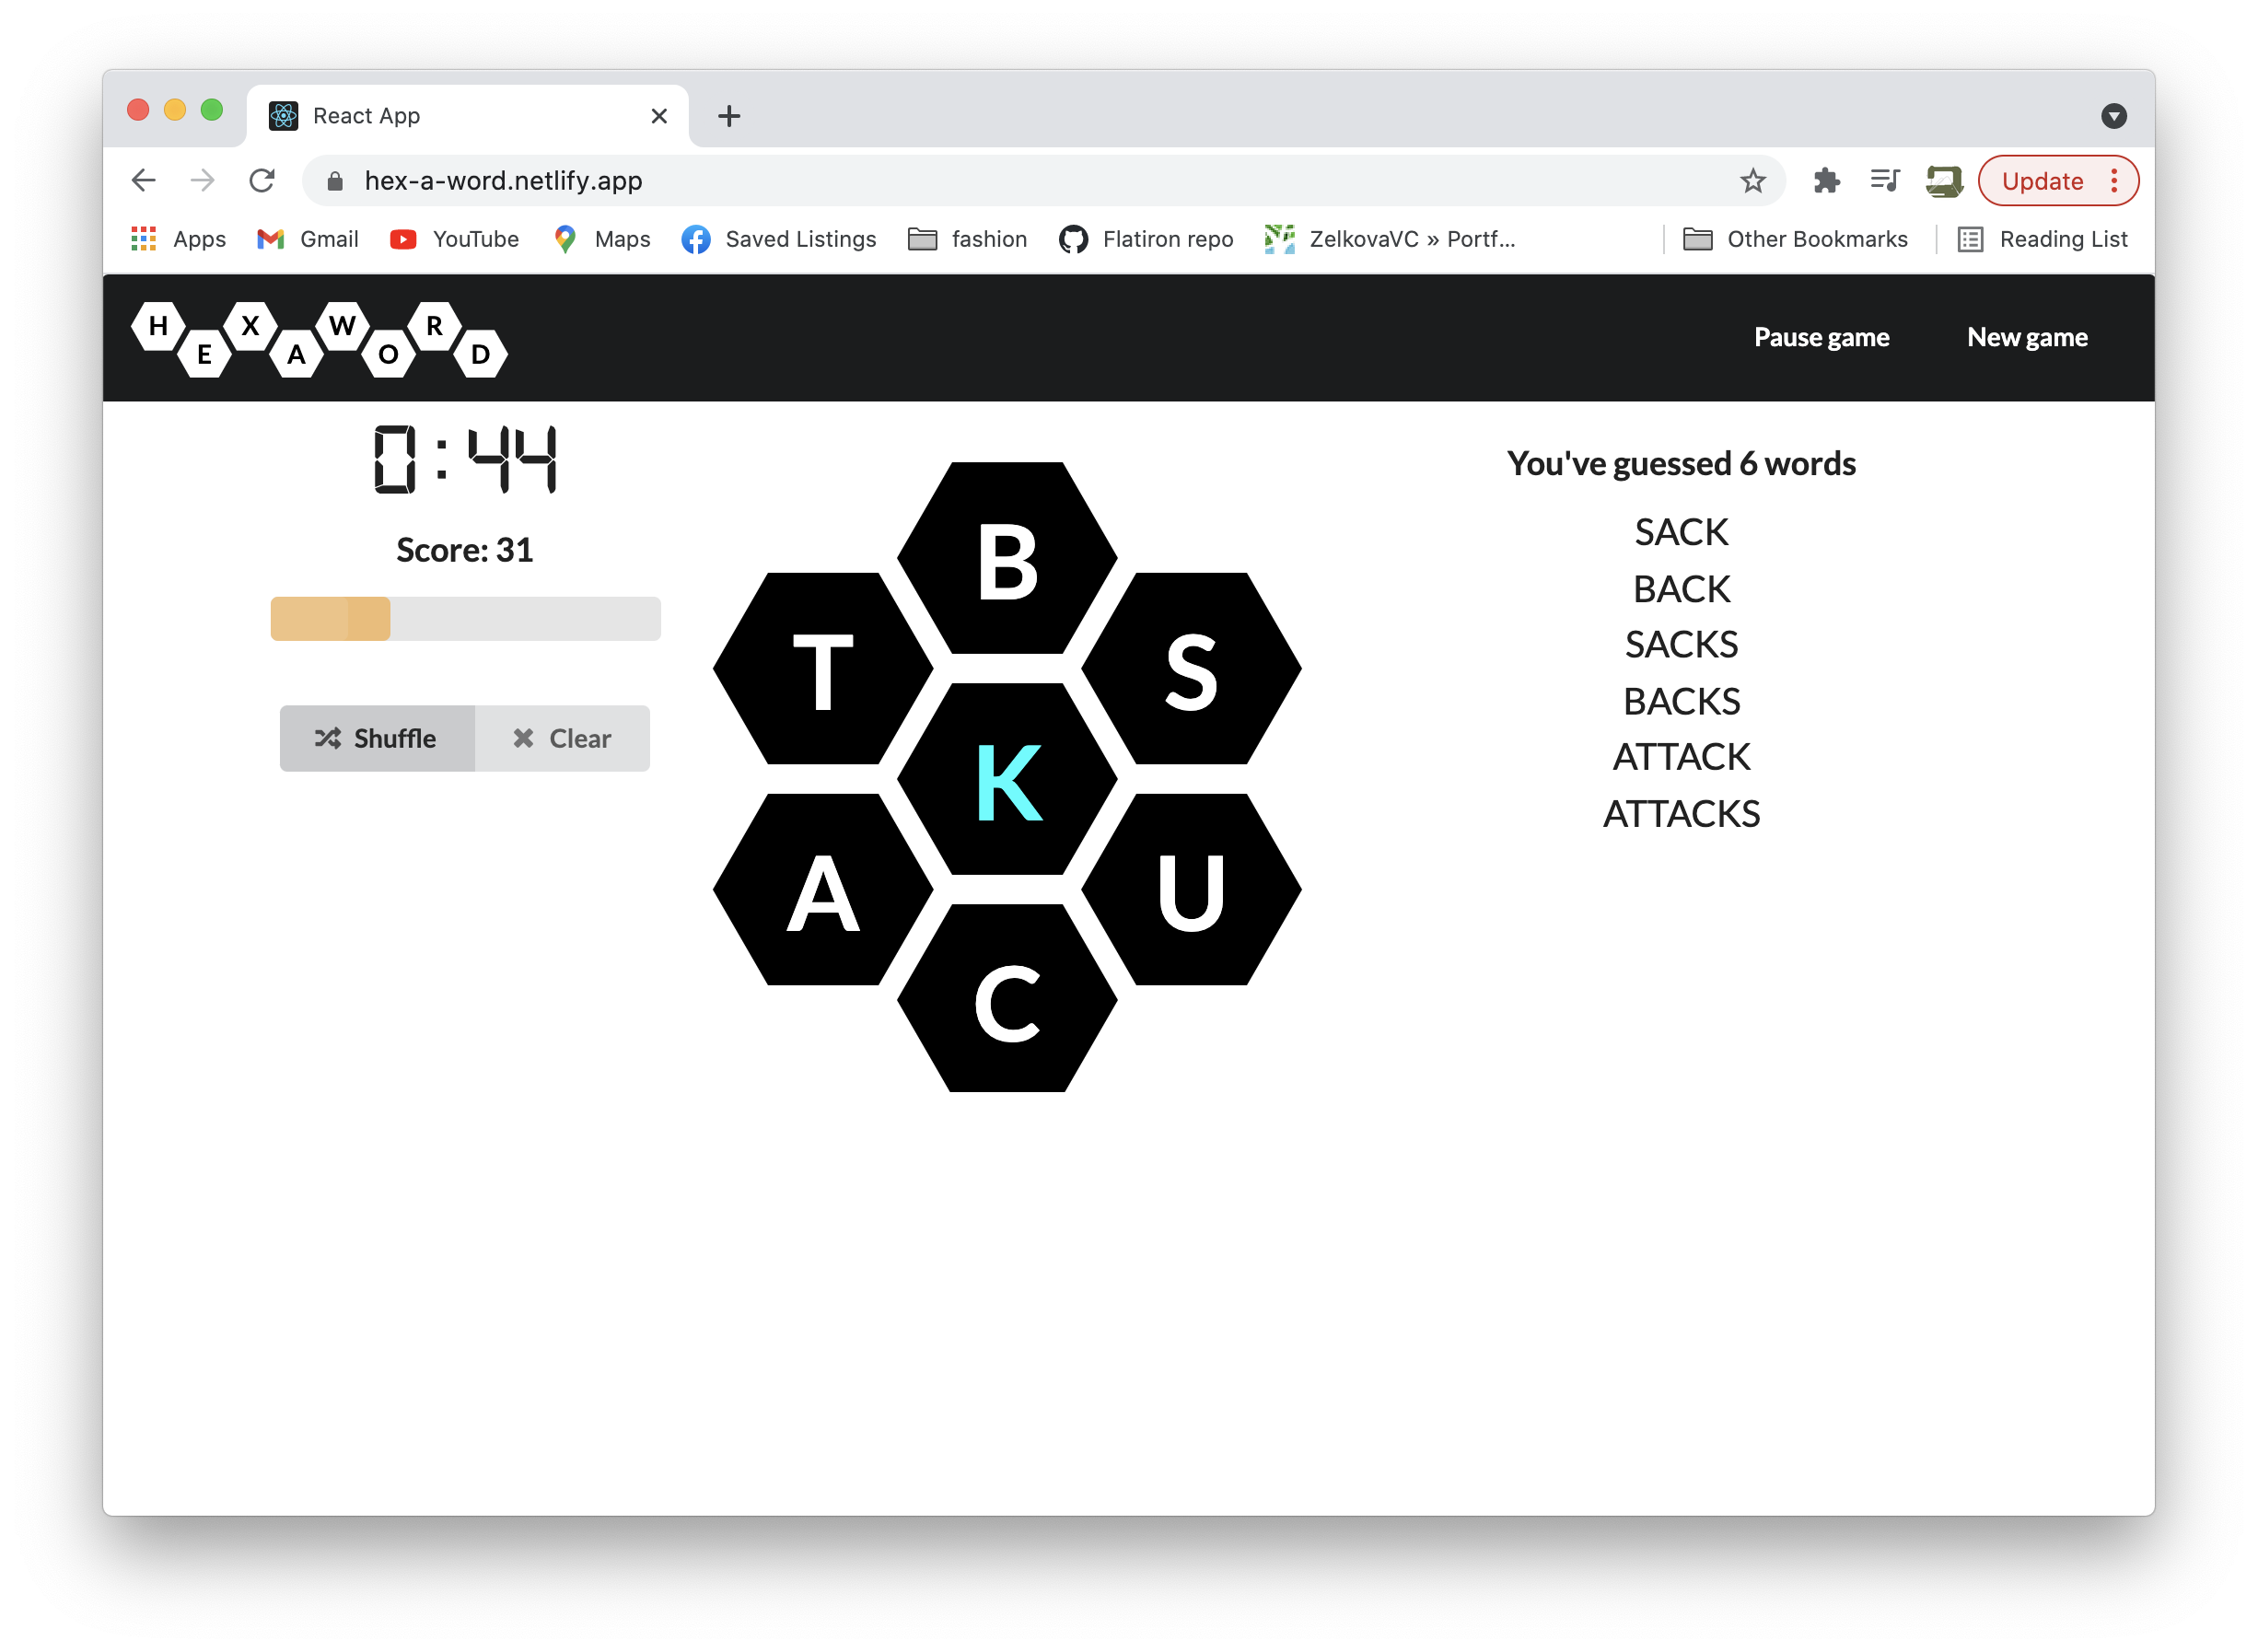 React App
hex-a-word.netlify.app
Update
Apps Gmail YouTube Maps Saved Listings fashion Flatiron repo ZelkovaVC » Portf... Other Bookmarks Reading List
HEXAWORD
Pause game New game
0:44
Score: 31
Shuffle Clear
B
T
S
K
A
U
C
You've guessed 6 words
SACK
BACK
SACKS
BACKS
ATTACK
ATTACKS